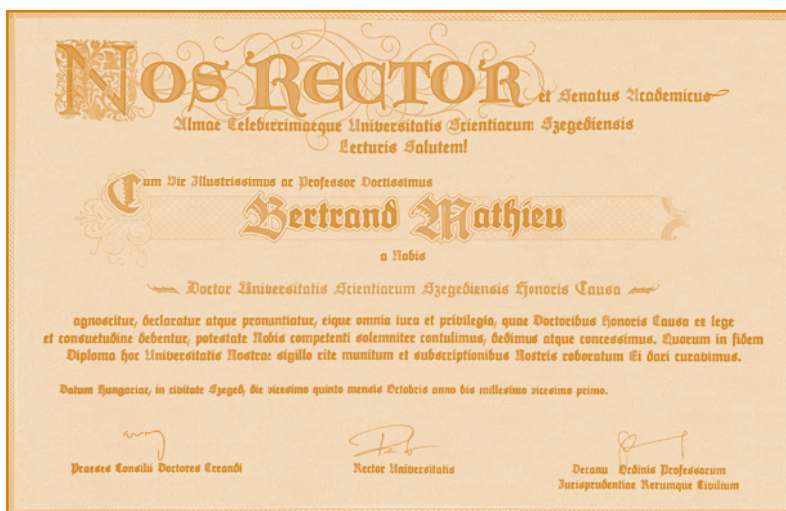 Nos Rector et Senatus Academicus
Almae Celeberrimaeque Universitatis Scientiarum Szegediensis
Lecturis Salutem!
Cum Vir Illustrissimus ac Professor Doctissimus
Bertrand Mathieu
a Nobis
Doctor Universitatis Scientiarum Szegediensis Honoris Causa
agnoscitur, declaratur atque pronuntiatur, eique omnia iura et privilegia, quae Doctoribus Honoris Causa ex lege
et consuetudine debentur, potestate Nobis competenti solemniter contulimus, dedimus atque concessimus. Quorum in fidem
Diploma hoc Universitatis Nostrae sigillo rite munitum et subscriptionibus Nostris roboratum Ei dari curavimus.
Datum Hungariae, in civitate Szeged, die vicesimo quinto mensis Octobris anno bis millesimo vicesimo primo.
Praeses Consilii Doctores Creandi
Rector Universitatis
Decanu Ordinis Professorum
Jurisprudentiae Rerumque Civilium